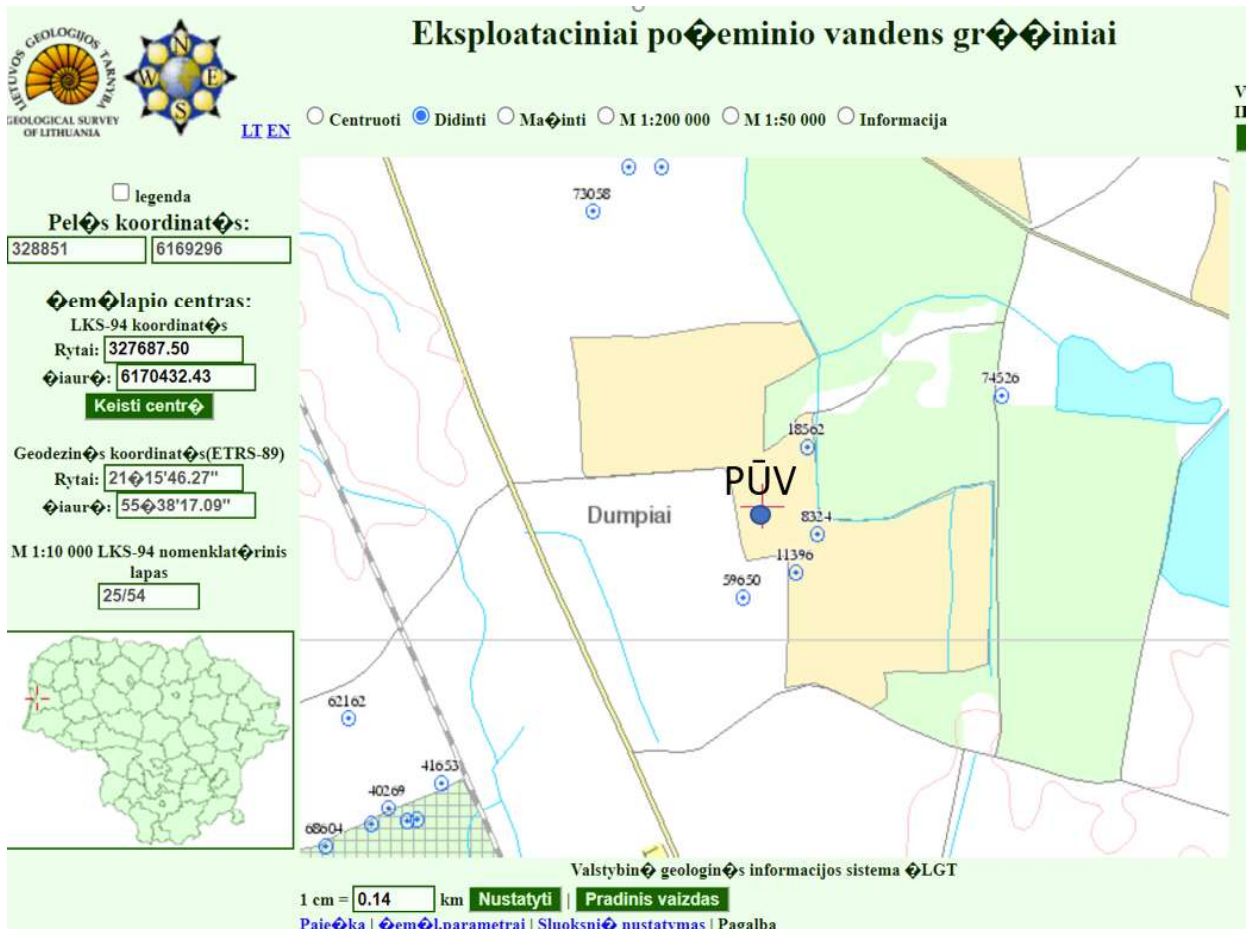 Eksploataciniai po�eminio vandens gr��iniai
LIETUVOS GEOLOGIJOS TARNYBA
GEOLOGICAL SURVEY
OF LITHUANIA
N
W E
S
LT EN
Centruoti Didinti Ma�inti M 1:200 000 M 1:50 000 Informacija
V
legenda
Pel�s koordinat�s:
328851 6169296
�em�lapio centras:
LKS-94 koordinat�s
Rytai: 327687.50
�iaur�: 6170432.43
Keisti centr�
Geodezin�s koordinat�s(ETRS-89)
Rytai: 21�15'46.27"
�iaur�: 55�38'17.09"
M 1:10 000 LKS-94 nomenklat�rinis
lapas
25/54
73058
74526
18562
PŪV
Dumpiai
8324
11396
59650
62162
41653
40269
68604
Valstybin� geologin�s informacijos sistema �LGT
1 cm = 0.14 km Nustatyti | Pradinis vaizdas
Paie�ka | �em�l.parametrai | Sluoksni� nustatymas | Pagalba